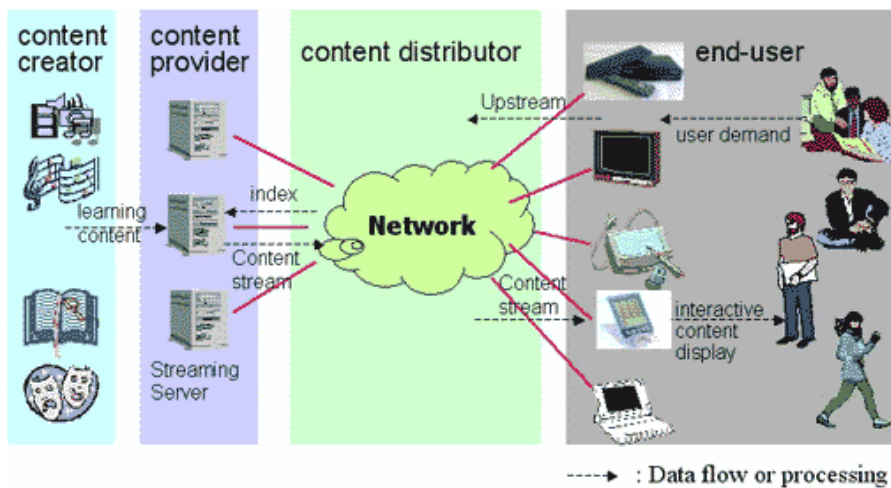 content
creator
content
provider
content distributor
end-user
Upstream
user demand
learning
content
index
Network
Content
stream
Content
stream
interactive
content
display
Streaming
Server
: Data flow or processing